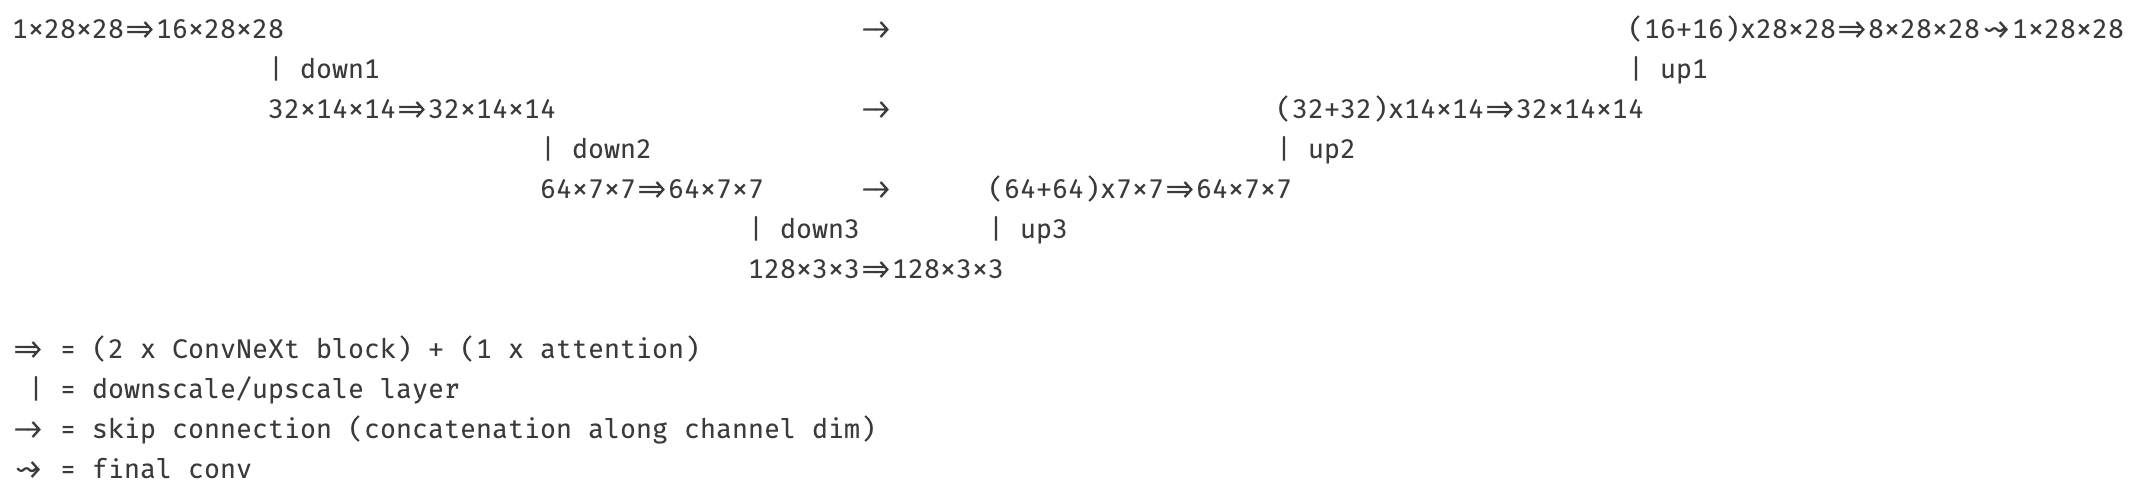 1×28×28⇒16×28×28 → (16+16)x28×28⇒8×28×28⤳1×28×28
| down1 | up1
32×14×14⇒32×14×14 → (32+32)x14×14⇒32×14×14
| down2 | up2
64×7×7⇒64×7×7 → (64+64)x7×7⇒64×7×7
| down3 | up3
128×3×3⇒128×3×3
⇒ = (2 x ConvNeXt block) + (1 x attention)
| = downscale/upscale layer
→ = skip connection (concatenation along channel dim)
⤳ = final conv